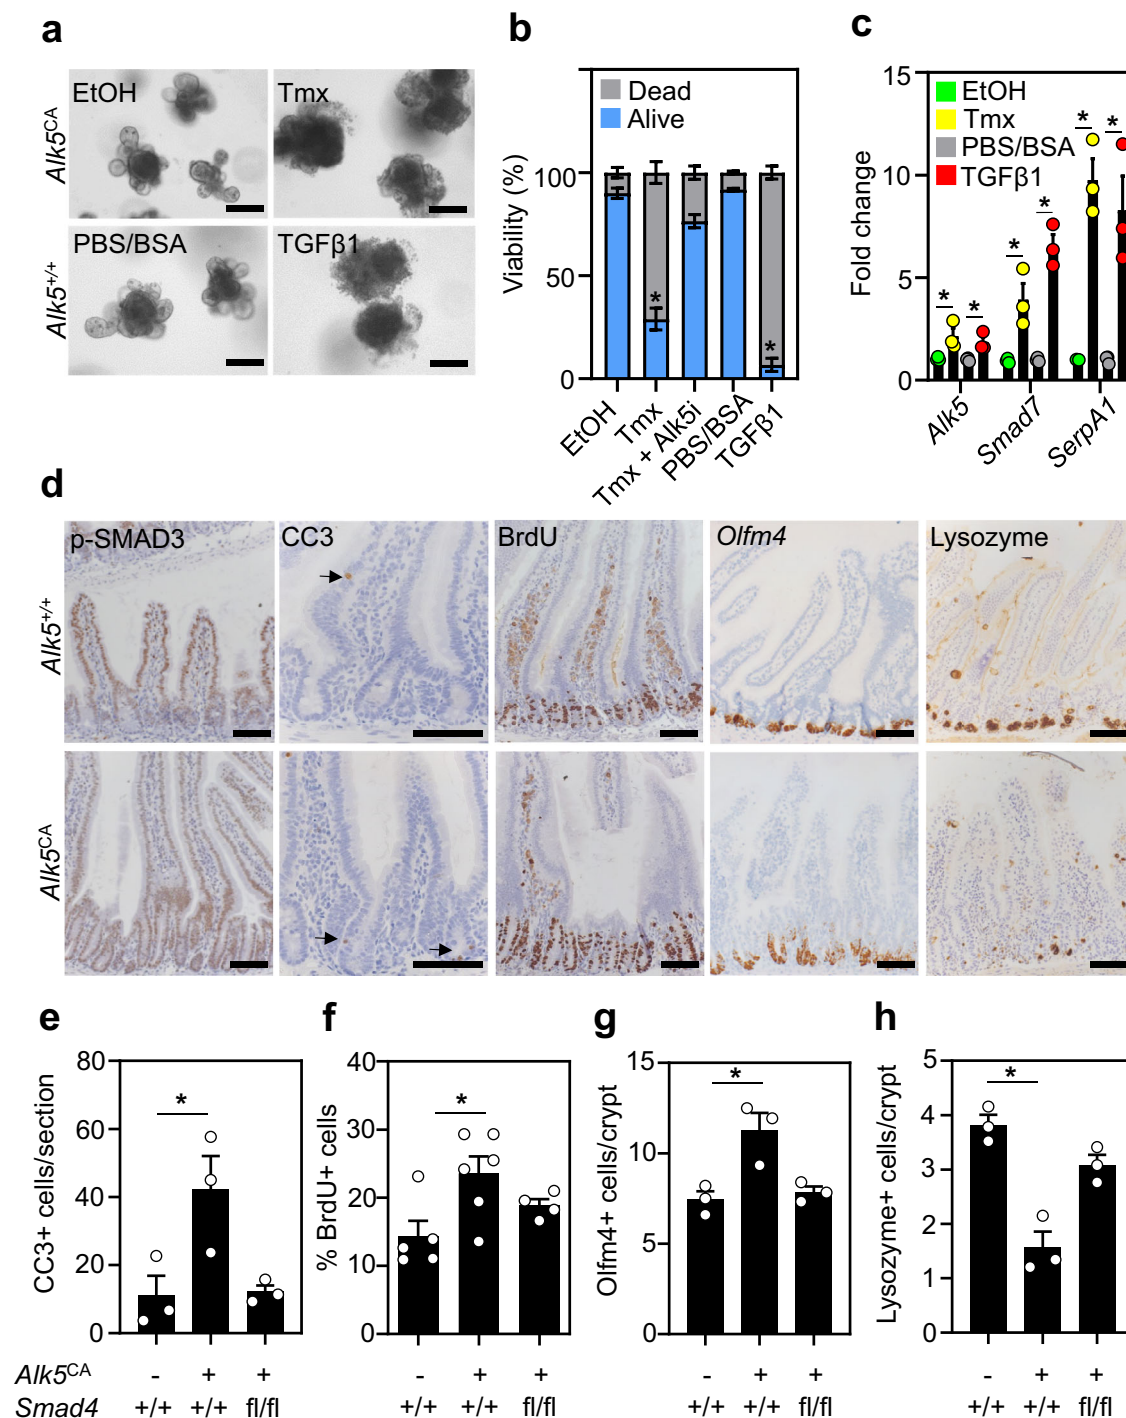 a
EtOH
Tmx
Alk5CA
PBS/BSA
TGFβ1
Alk5+/+
b
Dead
Alive
Viability (%)
100
50
0
EtOH
Tmx
Tmx + Alk5i
PBS/BSA
TGFβ1
*
*
c
EtOH
Tmx
PBS/BSA
TGFβ1
Fold change
15
10
5
0
* * * * * *
Alk5
Smad7
SerpA1
d
p-SMAD3
CC3
BrdU
Olfm4
Lysozyme
Alk5+/+
Alk5CA
e
CC3+ cells/section
80
60
40
20
0
*
f
% BrdU+ cells
40
30
20
10
0
*
g
Olfm4+ cells/crypt
15
10
5
0
*
h
Lysozyme+ cells/crypt
5
4
3
2
1
0
*
Alk5CA - + + - + + - + + - + +
Smad4 +/+ +/+ fl/fl +/+ +/+ fl/fl +/+ +/+ fl/fl +/+ +/+ fl/fl